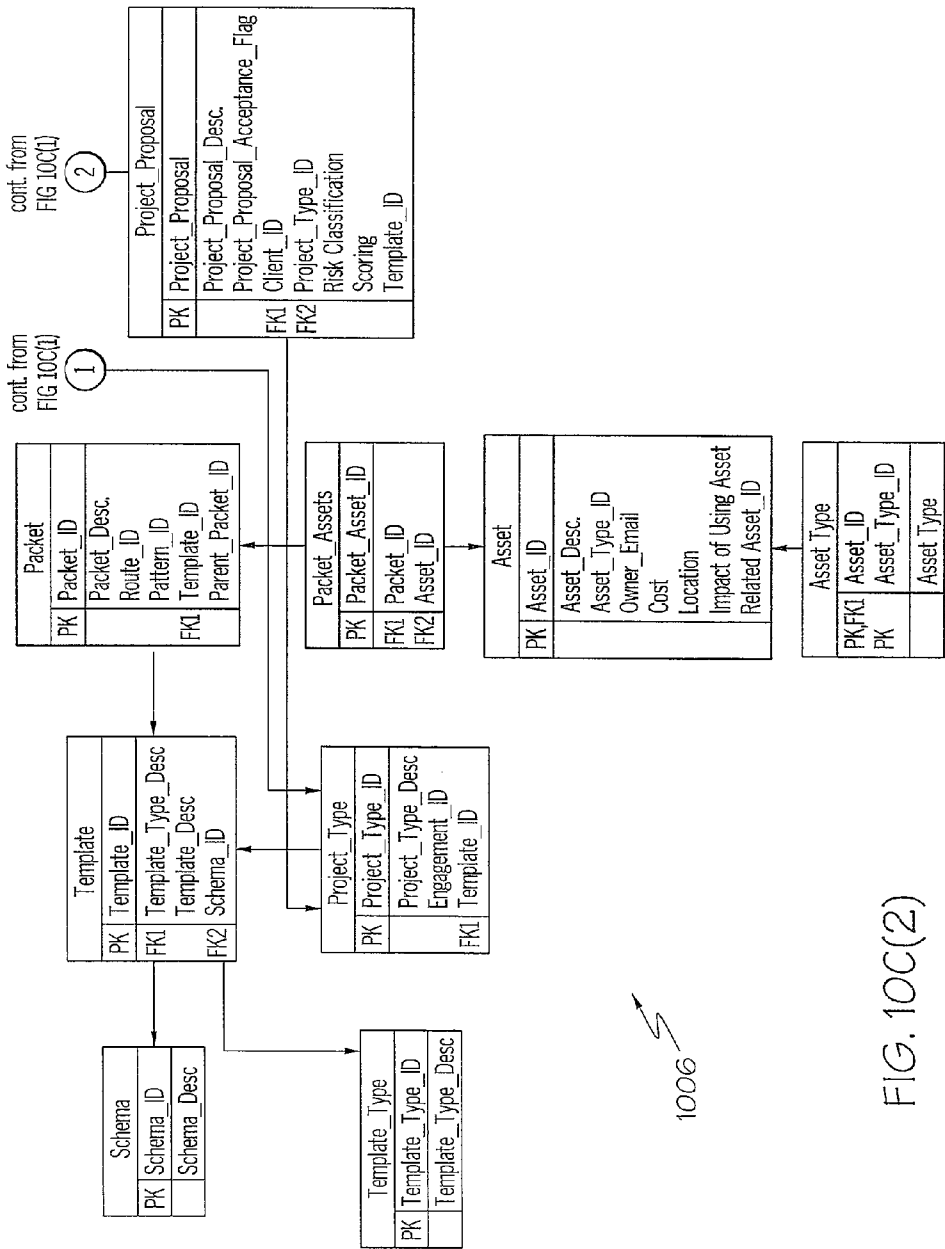 cont. from
FIG 10C(1)
2
Project_Proposal
PK Project_Proposal
Project_Proposal_Desc.
Project_Proposal_Acceptance_Flag
FK1 Client_ID
FK2 Project_Type_ID
Risk Classification
Scoring
Template_ID
cont. from
FIG 10C(1)
1
Packet
PK Packet_ID
Packet_Desc.
Route_ID
Pattern_ID
FK1 Template_ID
Parent_Packet_ID
Packet_Assets
PK Packet_Asset_ID
FK1 Packet_ID
FK2 Asset_ID
Asset
PK Asset_ID
Asset_Desc.
Asset_Type_ID
Owner_Email
Cost
Location
Impact of Using Asset
Related Asset_ID
Asset Type
PK,FK1 Asset_ID
PK Asset_Type_ID
Asset Type
Template
PK Template_ID
FK1 Template_Type_Desc
Template_Desc
FK2 Schema_ID
Project_Type
PK Project_Type_ID
Project_Type_Desc
Engagement_ID
FK1 Template_ID
Schema
PK Schema_ID
Schema_Desc
Template_Type
PK Template_Type_ID
Template_Type_Desc
1006
FIG. 10C(2)